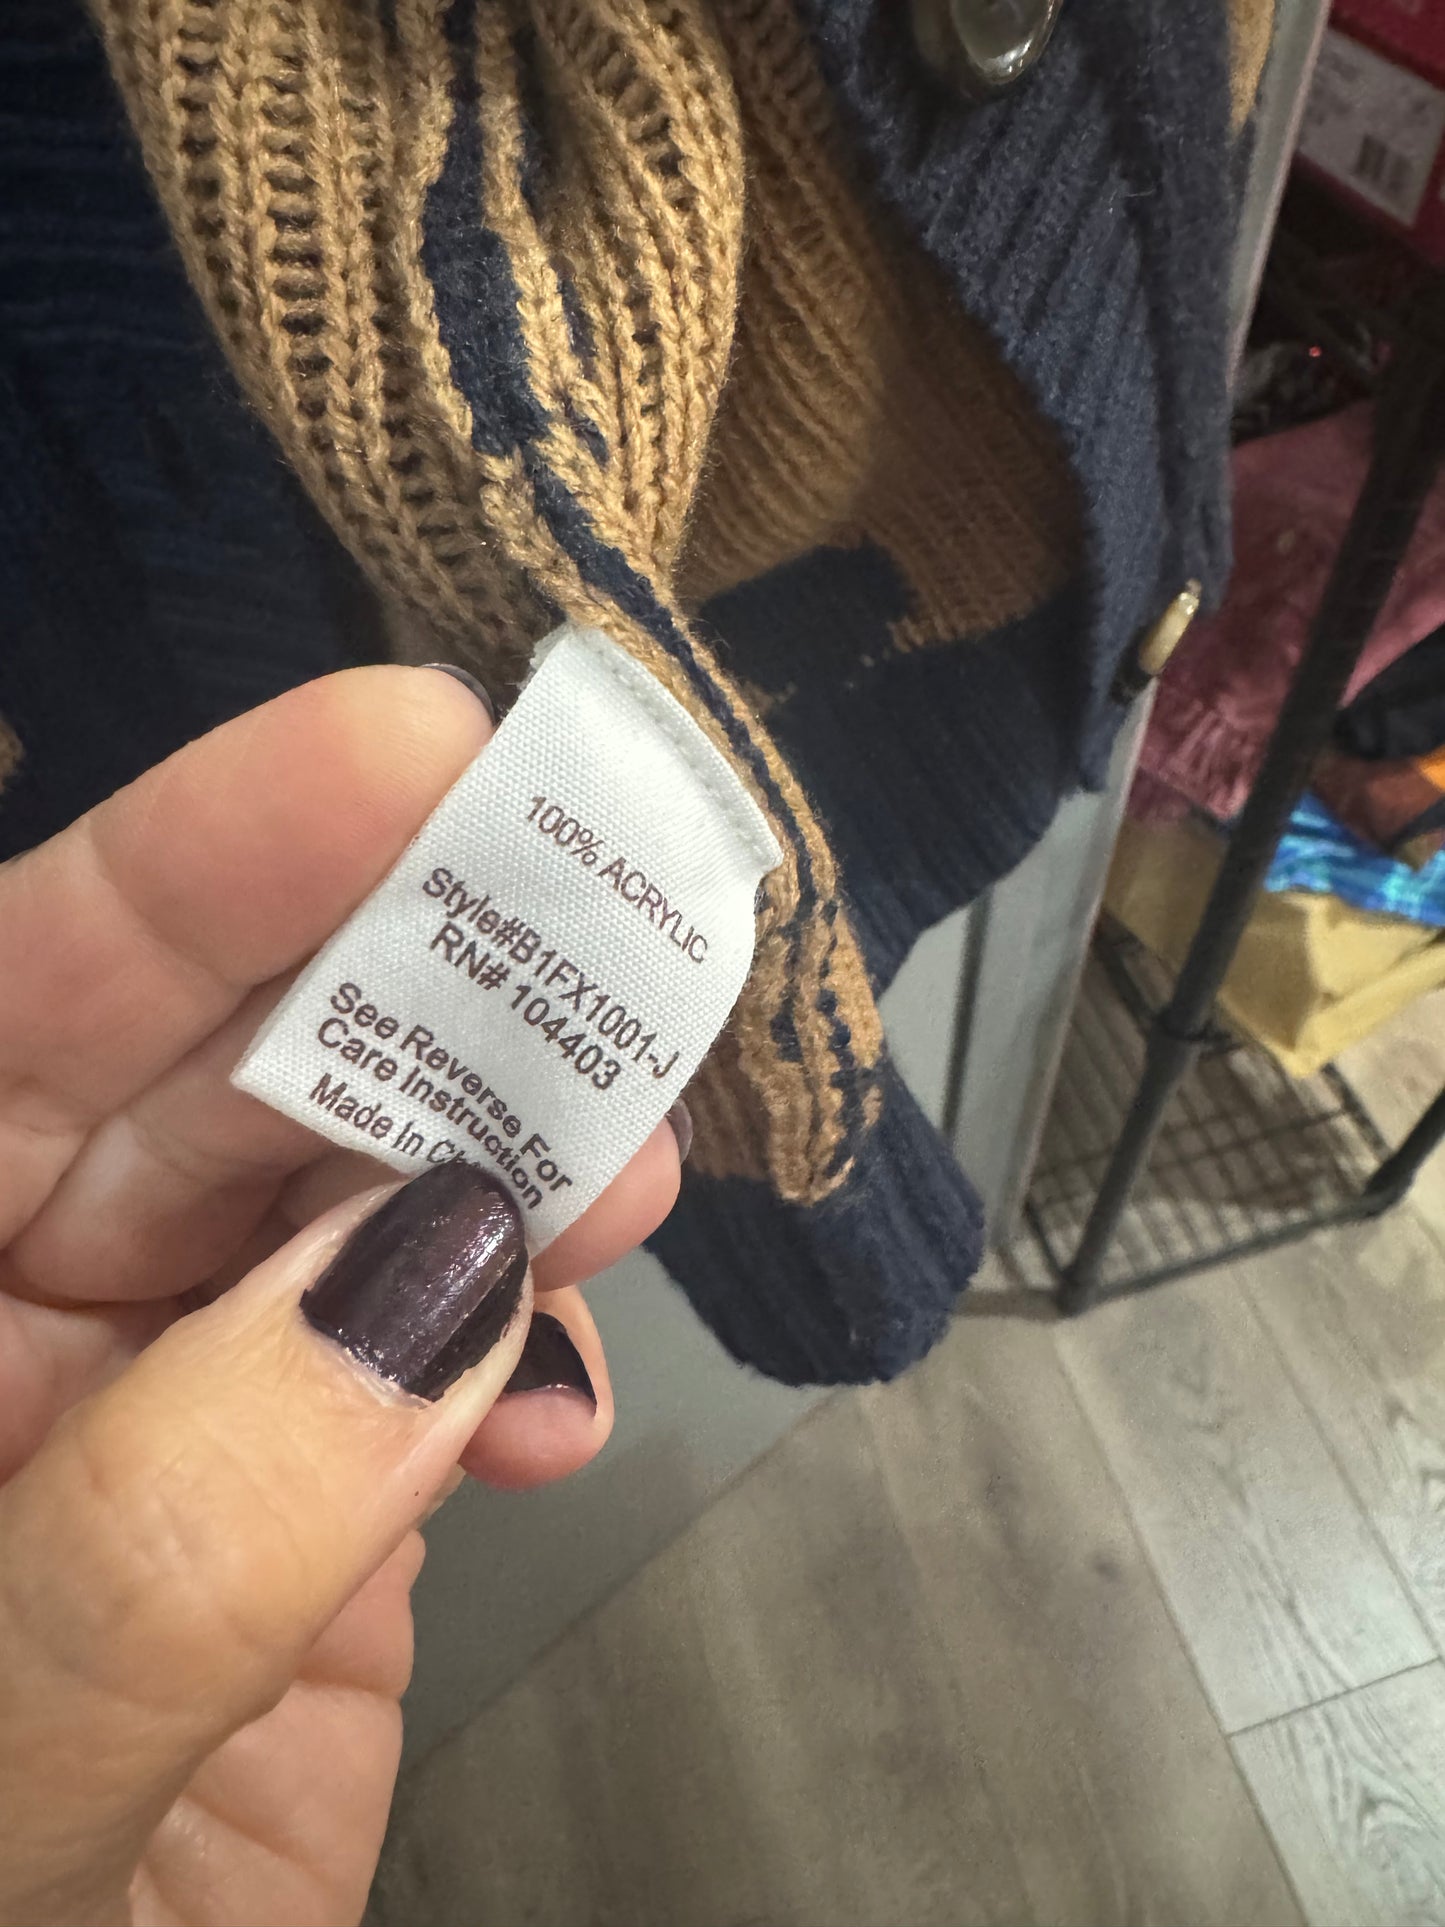 100% ACRYLIC
Style#B1FX1001-J
RN# 104403
See Reverse For
Care Instruction
Made In